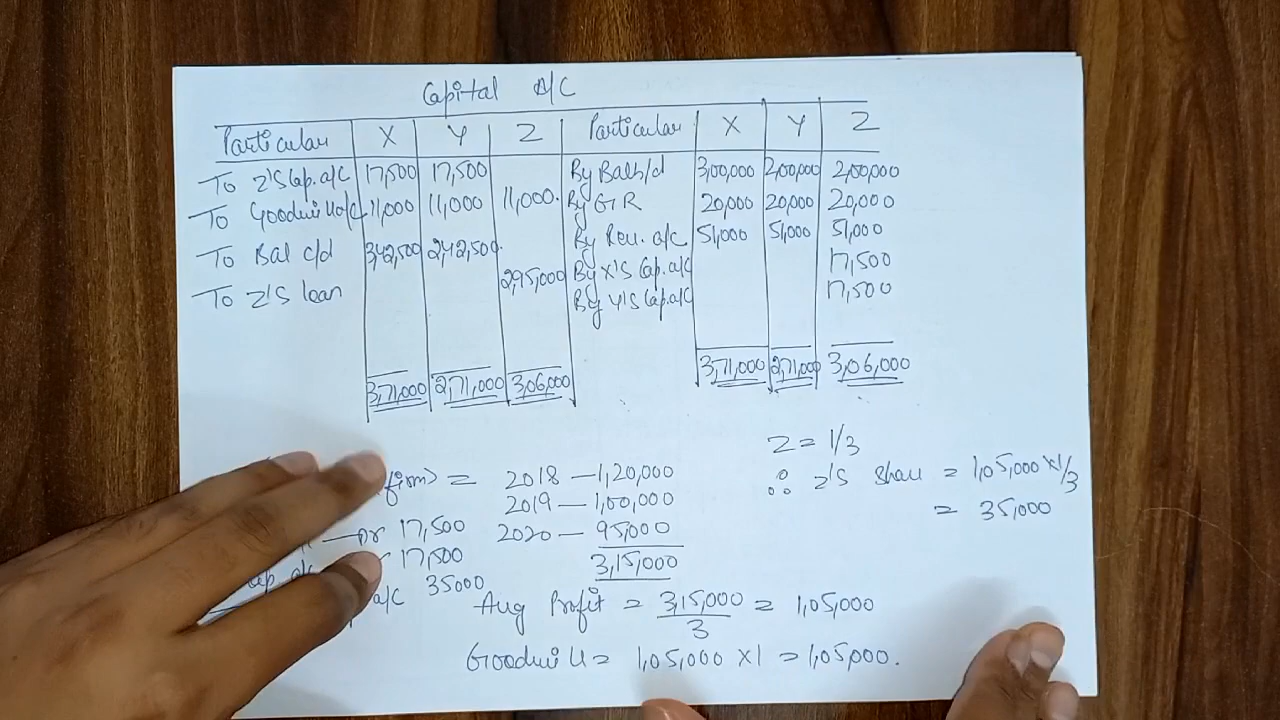 Capital A/C
Particular X Y Z Particular X Y Z
To Z'S Cap. a/c 17,500 17,500 By Bal b/d 3,00,000 2,00,000 2,00,000
To Goodwill a/c 11,000 11,000 11,000. By G R 20,000 20,000 20,000
To Bal c/d 3,42,500 2,42,500. By Rev. a/c 51,000 51,000 51,000
To Z'S loan 2,95,000 By X'S Cap. a/c 17,500
By Y'S Cap. a/c 17,500
3,71,000 2,71,000 3,06,000 3,71,000 2,71,000 3,06,000
firm) = 2018 – 1,20,000
2019 – 1,00,000
2020 – 95,000
3,15,000
Dr 17,500
17,500
a/c 35000
Avg Profit = 3,15,000 / 3 = 1,05,000
Goodwill = 1,05,000 X 1 = 1,05,000.
Z = 1/3
∴ Z'S Share = 1,05,000 X 1/3
= 35,000